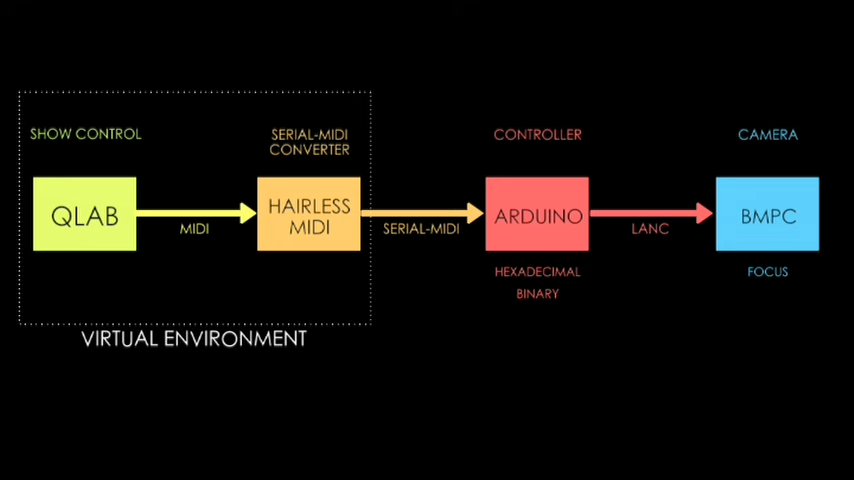 SHOW CONTROL
SERIAL-MIDI
CONVERTER
CONTROLLER
CAMERA
QLAB
MIDI
HAIRLESS
MIDI
SERIAL-MIDI
ARDUINO
LANC
BMPC
HEXADECIMAL
BINARY
FOCUS
VIRTUAL ENVIRONMENT